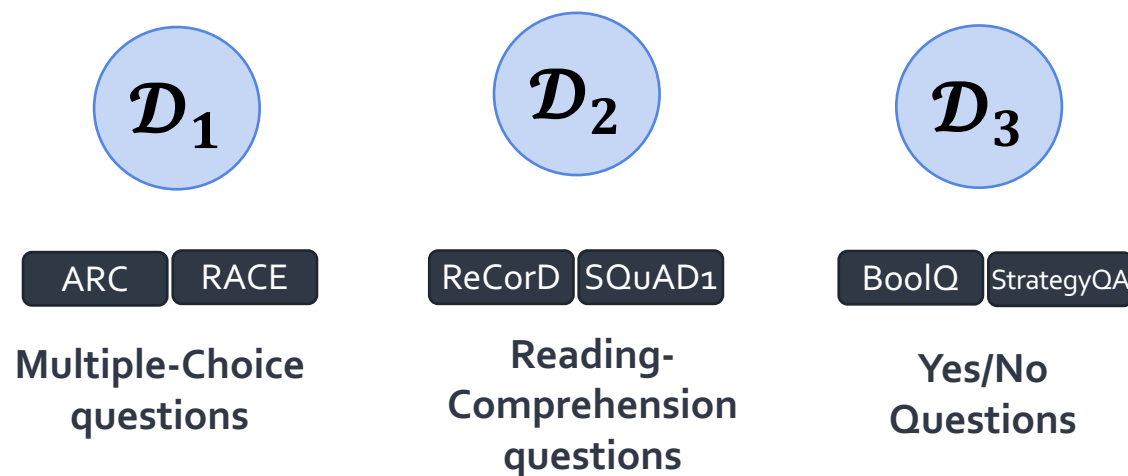 𝓓₁
𝓓₂
𝓓₃
ARC
RACE
ReCorD
SQuAD1
BoolQ
StrategyQA
Multiple-Choice
questions
Reading-
Comprehension
questions
Yes/No
Questions